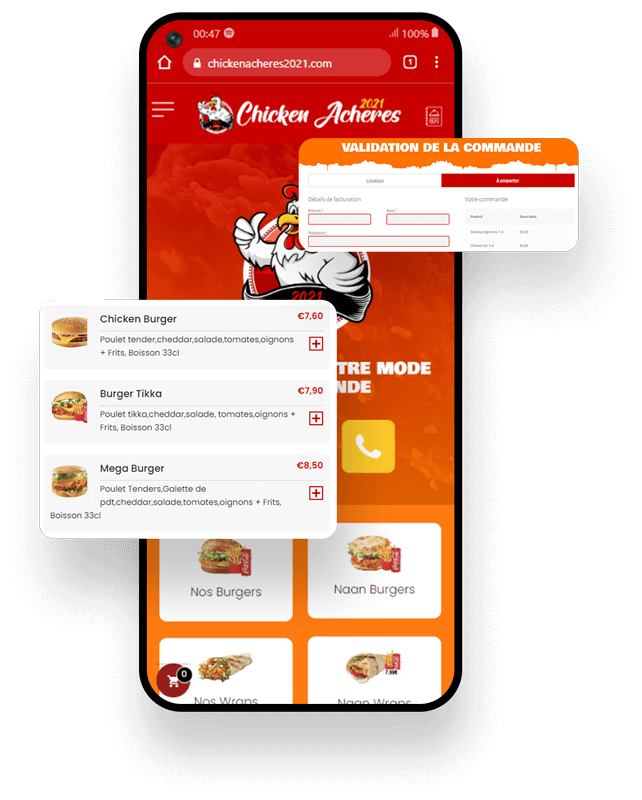 00:47
100%
chickenacheres2021.com
1
Chicken Acheres
2021
VALIDATION DE LA COMMANDE
Livraison
À emporter
Détails de facturation
Votre commande
Prénom *
Nom *
Produit
Sous-total
Téléphone *
2021
Chicken Burger
€7,60
Poulet tender,cheddar,salade,tomates,oignons
+ Frits, Boisson 33cl
Burger Tikka
€7,90
Poulet tikka,cheddar,salade, tomates,oignons +
Frits, Boisson 33cl
Mega Burger
€8,50
Poulet Tenders,Galette de
pdt,cheddar,salade,tomates,oignons + Frits,
Boisson 33cl
TRE MODE
NDE
Nos Burgers
Naan Burgers
0
7.69€
Nos Wraps
Naan Wraps